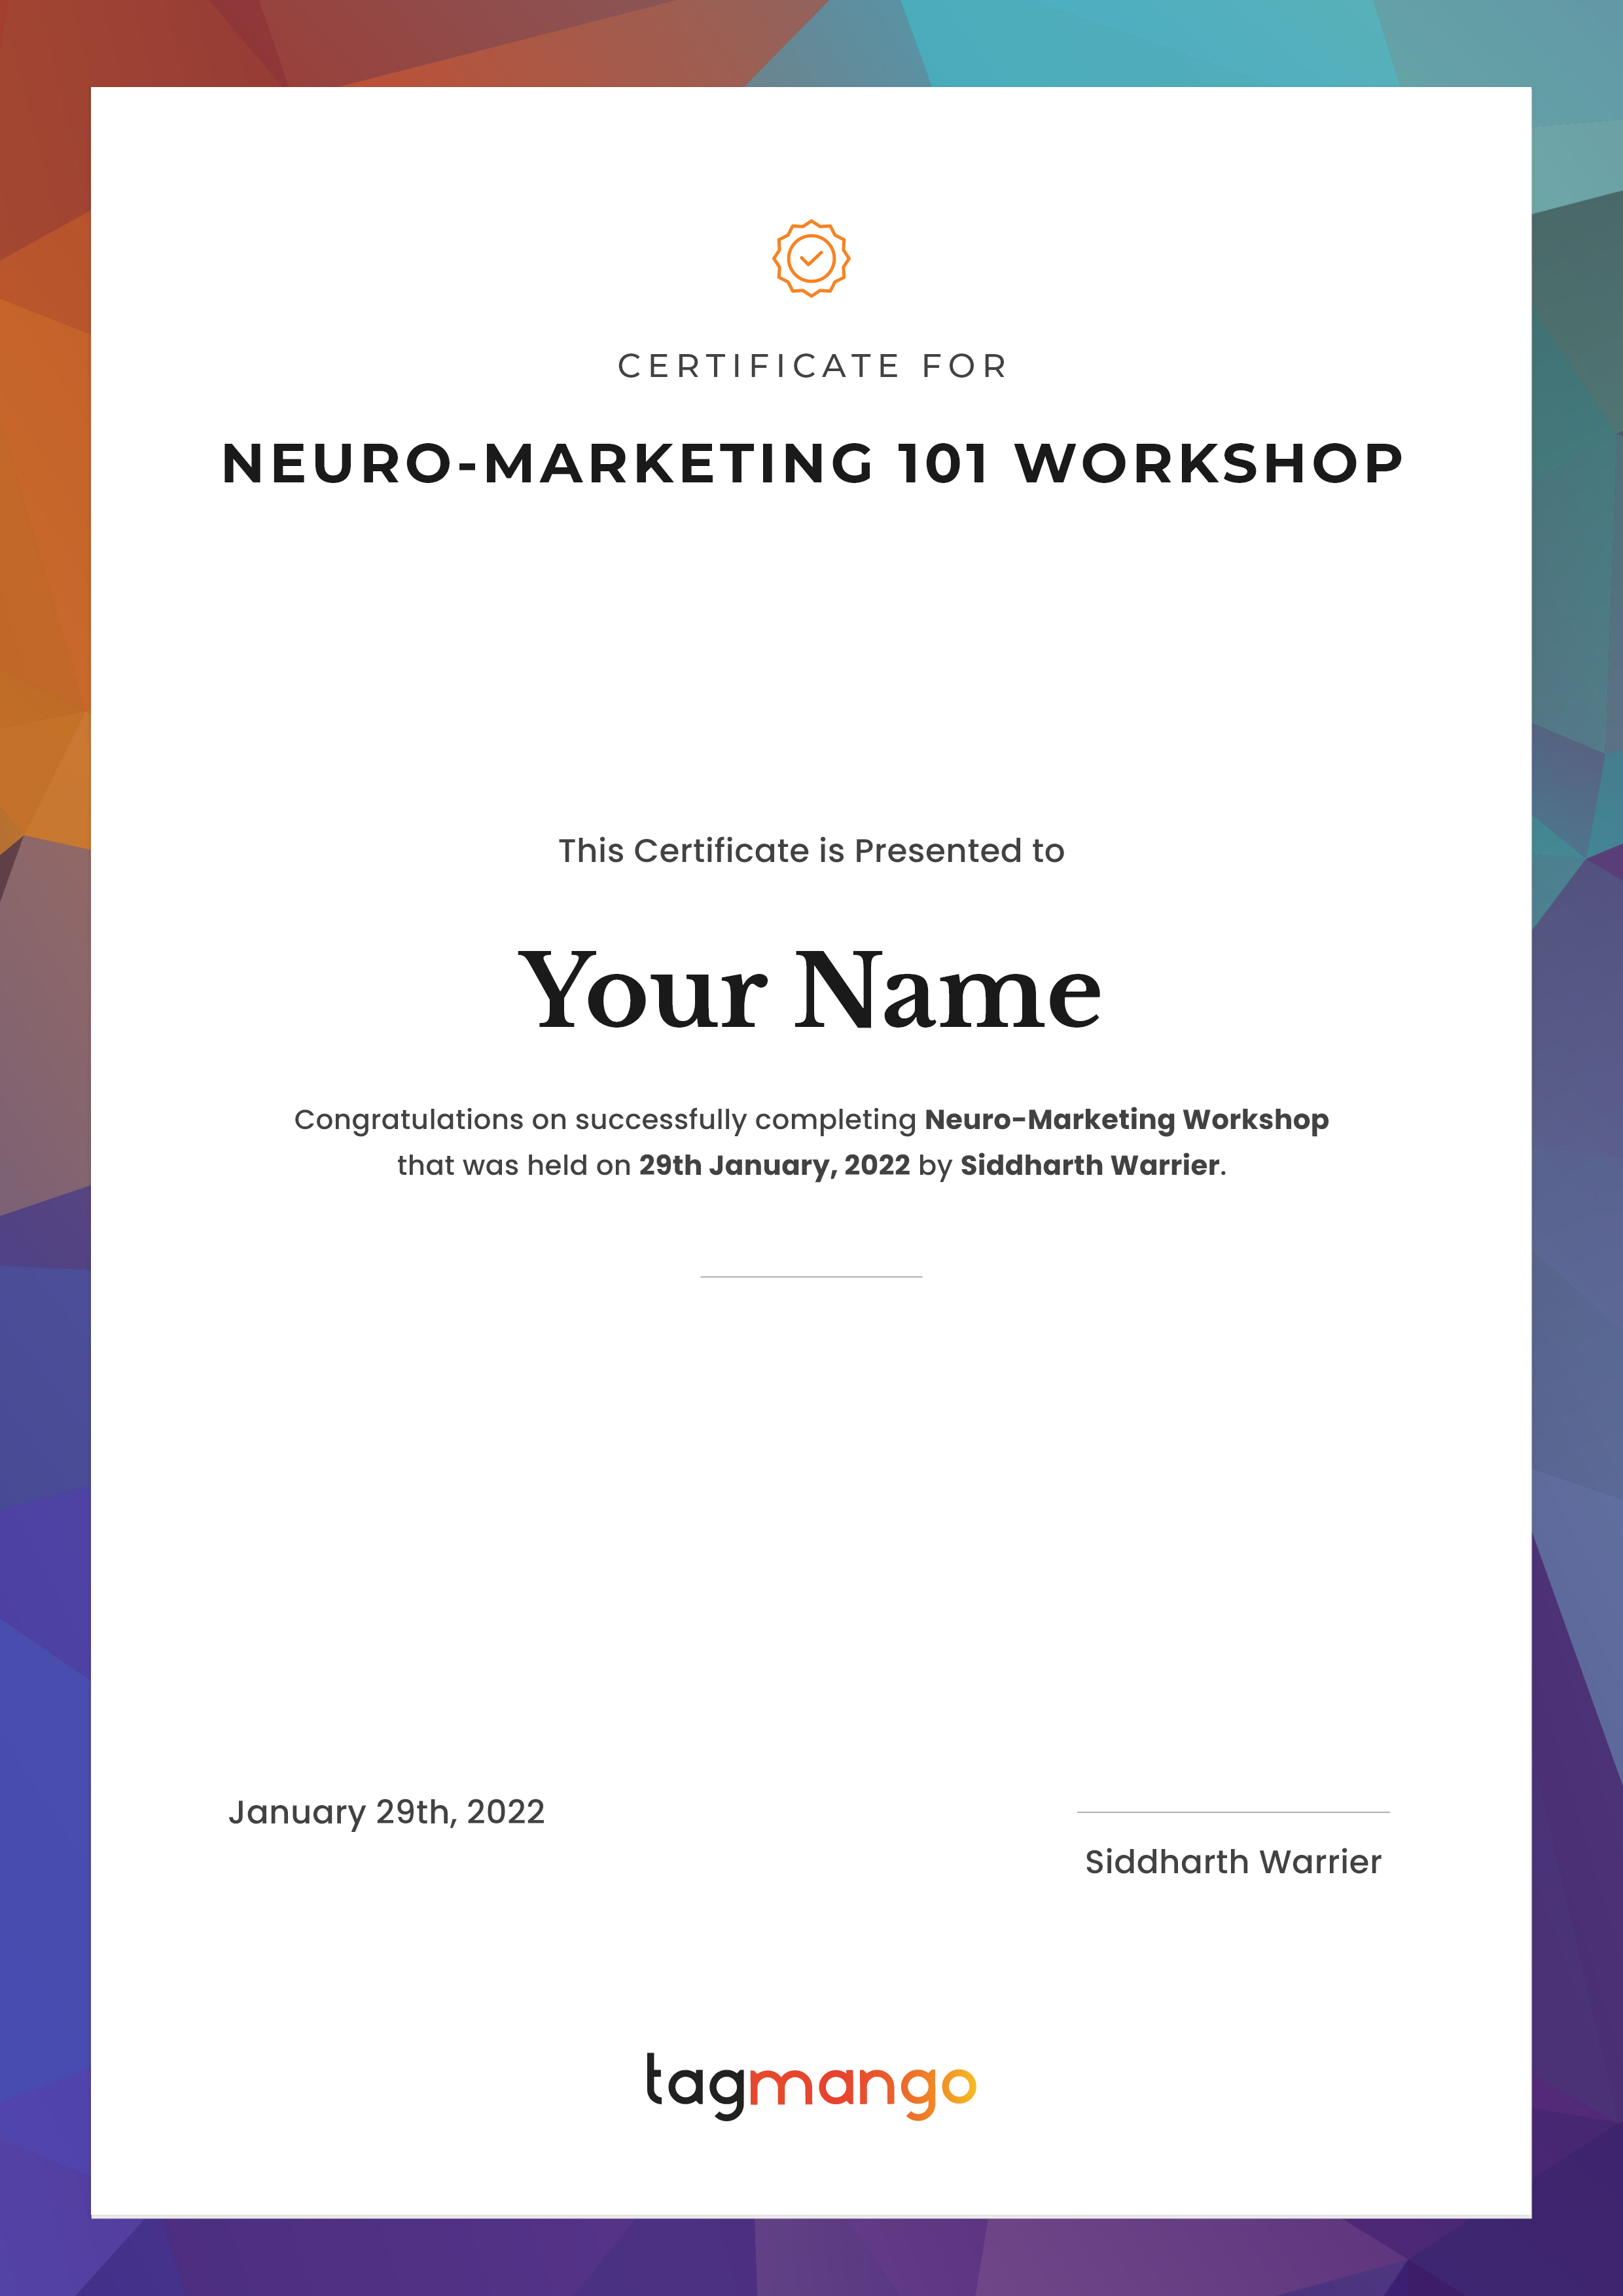 CERTIFICATE FOR
NEURO-MARKETING 101 WORKSHOP
This Certificate is Presented to
Your Name
Congratulations on successfully completing Neuro-Marketing Workshop
that was held on 29th January, 2022 by Siddharth Warrier.
January 29th, 2022
Siddharth Warrier
tagmango